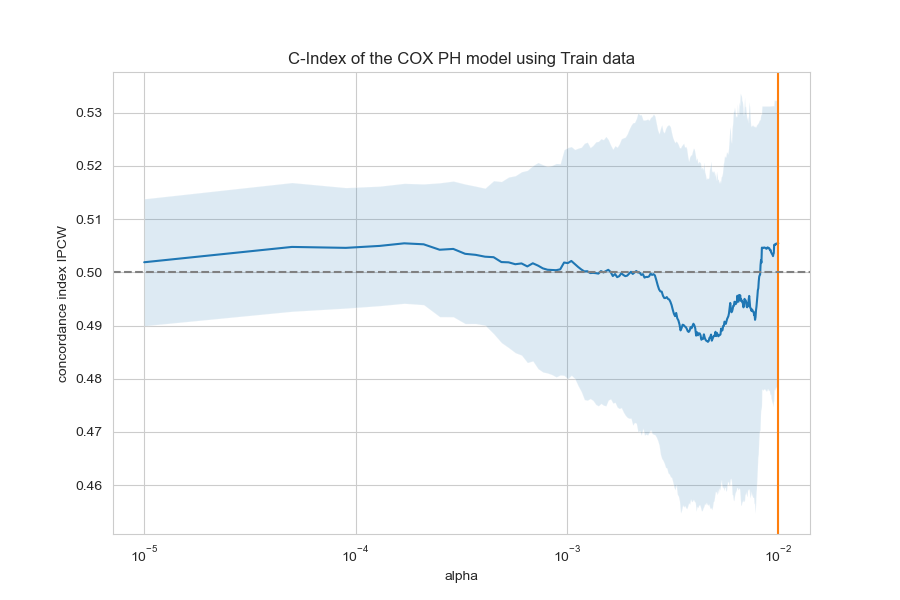 C-Index of the COX PH model using Train data
concordance index IPCW
0.53
0.52
0.51
0.50
0.49
0.48
0.47
0.46
10⁻⁵ 10⁻⁴ 10⁻³ 10⁻²
alpha